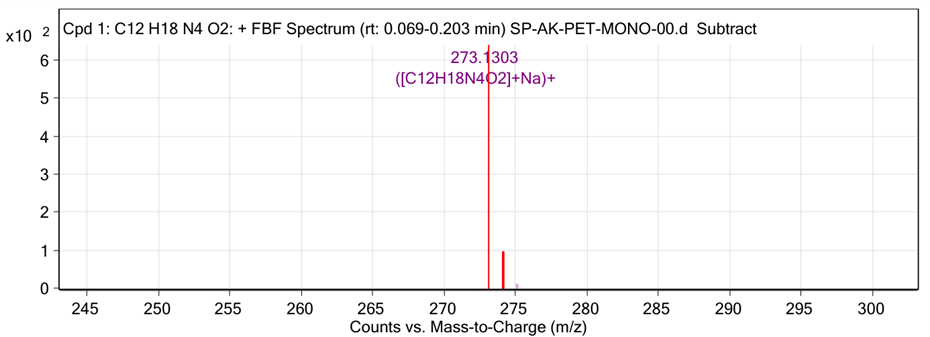 x10 2
Cpd 1: C12 H18 N4 O2: + FBF Spectrum (rt: 0.069-0.203 min) SP-AK-PET-MONO-00.d Subtract
273.1303
([C12H18N4O2]+Na)+
6
5
4
3
2
1
0
245 250 255 260 265 270 275 280 285 290 295 300
Counts vs. Mass-to-Charge (m/z)